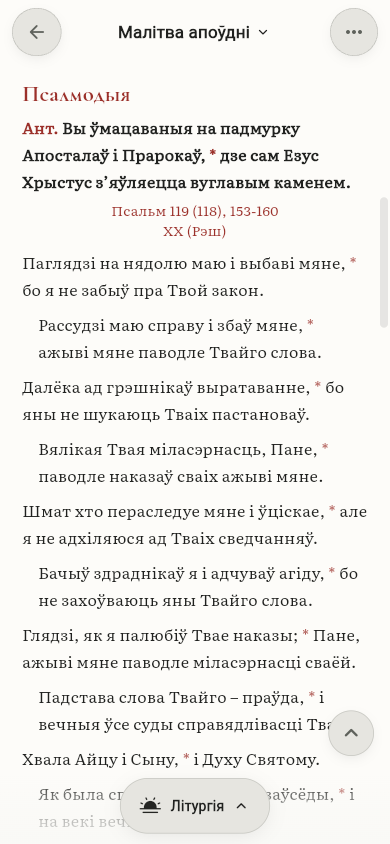 Малітва апоўдні
Псалмодыя
Ант. Вы ўмацаваныя на падмурку
Апосталаў і Прарокаў, * дзе сам Езус
Хрыстус з’яўляецца вуглавым каменем.
Псальм 119 (118), 153-160
XX (Рэш)
Паглядзі на нядолю маю і выбаві мяне, *
бо я не забыў пра Твой закон.
Рассудзі маю справу і збаў мяне, *
ажыві мяне паводле Твайго слова.
Далёка ад грэшнікаў выратаванне, * бо
яны не шукаюць Тваіх пастановаў.
Вялікая Твая міласэрнасць, Пане, *
паводле наказаў сваіх ажыві мяне.
Шмат хто пераследуе мяне і ўціскае, * але
я не адхіляюся ад Тваіх сведчанняў.
Бачыў здраднікаў я і адчуваў агіду, * бо
не захоўваюць яны Твайго слова.
Глядзі, як я палюбіў Твае наказы; * Пане,
ажыві мяне паводле міласэрнасці сваёй.
Падстава слова Твайго – праўда, * і
вечныя ўсе суды справядлівасці
Хвала Айцу і Сыну, * і Духу Святому.
Як была * і
на векі
Літургія